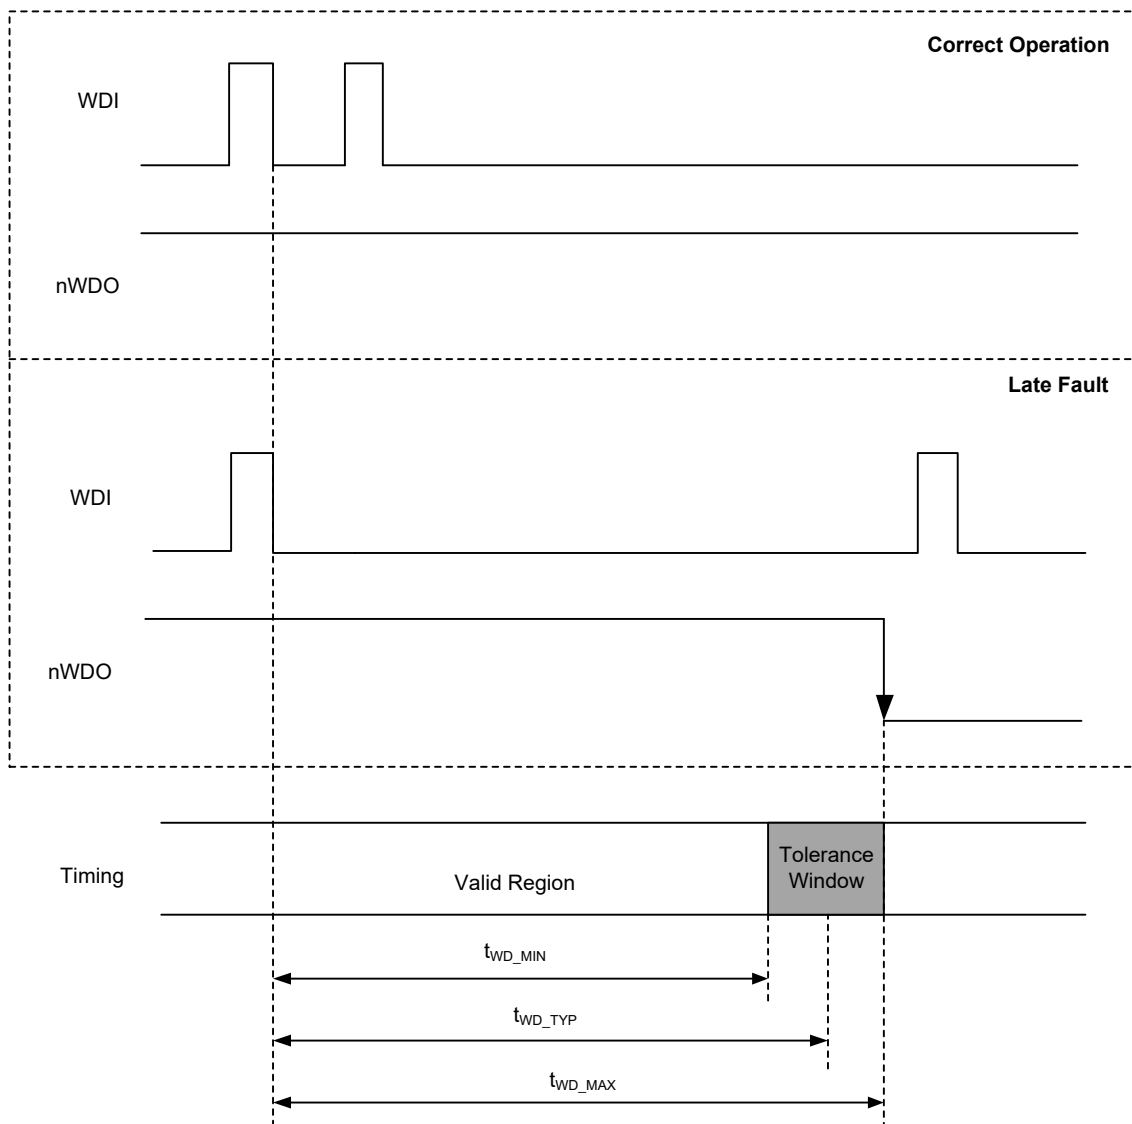 Correct Operation
WDI
nWDO
Late Fault
WDI
nWDO
Timing
Valid Region
Tolerance
Window
tWD_MIN
tWD_TYP
tWD_MAX